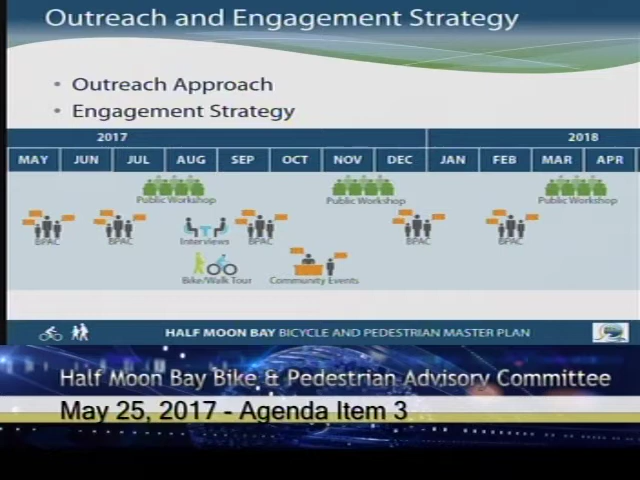 Outreach and Engagement Strategy
• Outreach Approach
• Engagement Strategy
2017 2018
MAY JUN JUL AUG SEP OCT NOV DEC JAN FEB MAR APR
Public Workshop Public Workshop Public Workshop
BPAC BPAC Interviews BPAC BPAC BPAC
Bike/Walk Tour Community Events
HALF MOON BAY BICYCLE AND PEDESTRIAN MASTER PLAN
Half Moon Bay Bike & Pedestrian Advisory Committee
May 25, 2017 - Agenda Item 3